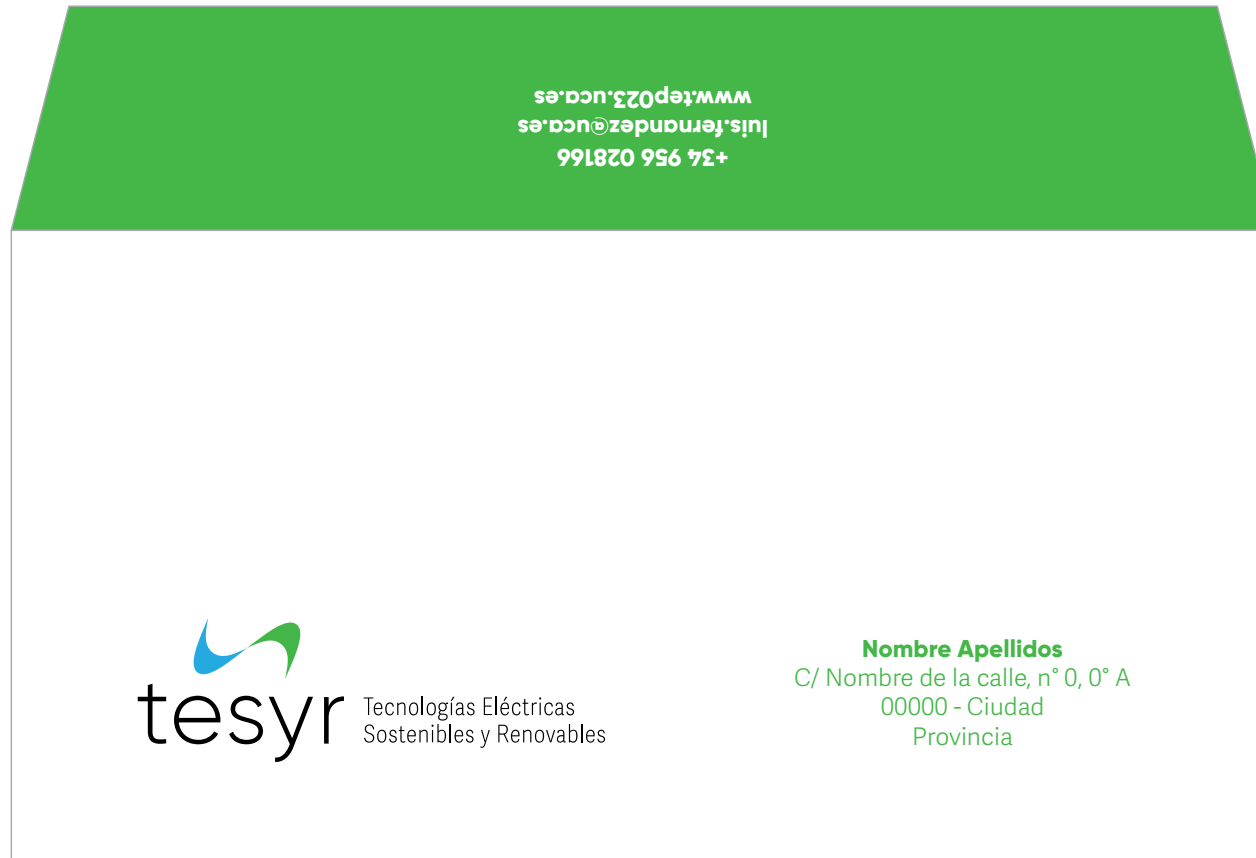 +34 956 028166
luis.fernandez@uca.es
www.tep023.uca.es
tesyr
Tecnologías Eléctricas
Sostenibles y Renovables
Nombre Apellidos
C/ Nombre de la calle, n° 0, 0° A
00000 - Ciudad
Provincia